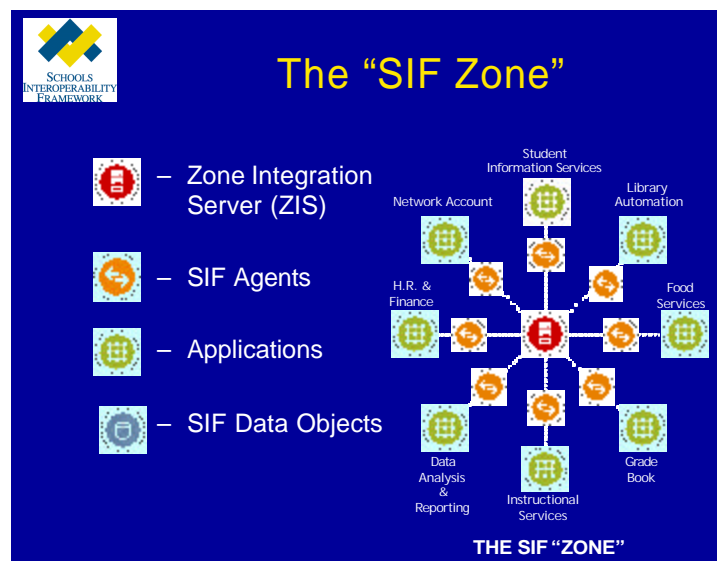 SCHOOLS
INTEROPERABILITY
FRAMEWORK
The “SIF Zone”
– Zone Integration
Server (ZIS)
– SIF Agents
– Applications
– SIF Data Objects
Student
Information Services
Network Account
Library
Automation
H.R. &
Finance
Food
Services
Data
Analysis
&
Reporting
Instructional
Services
Grade
Book
THE SIF “ZONE”